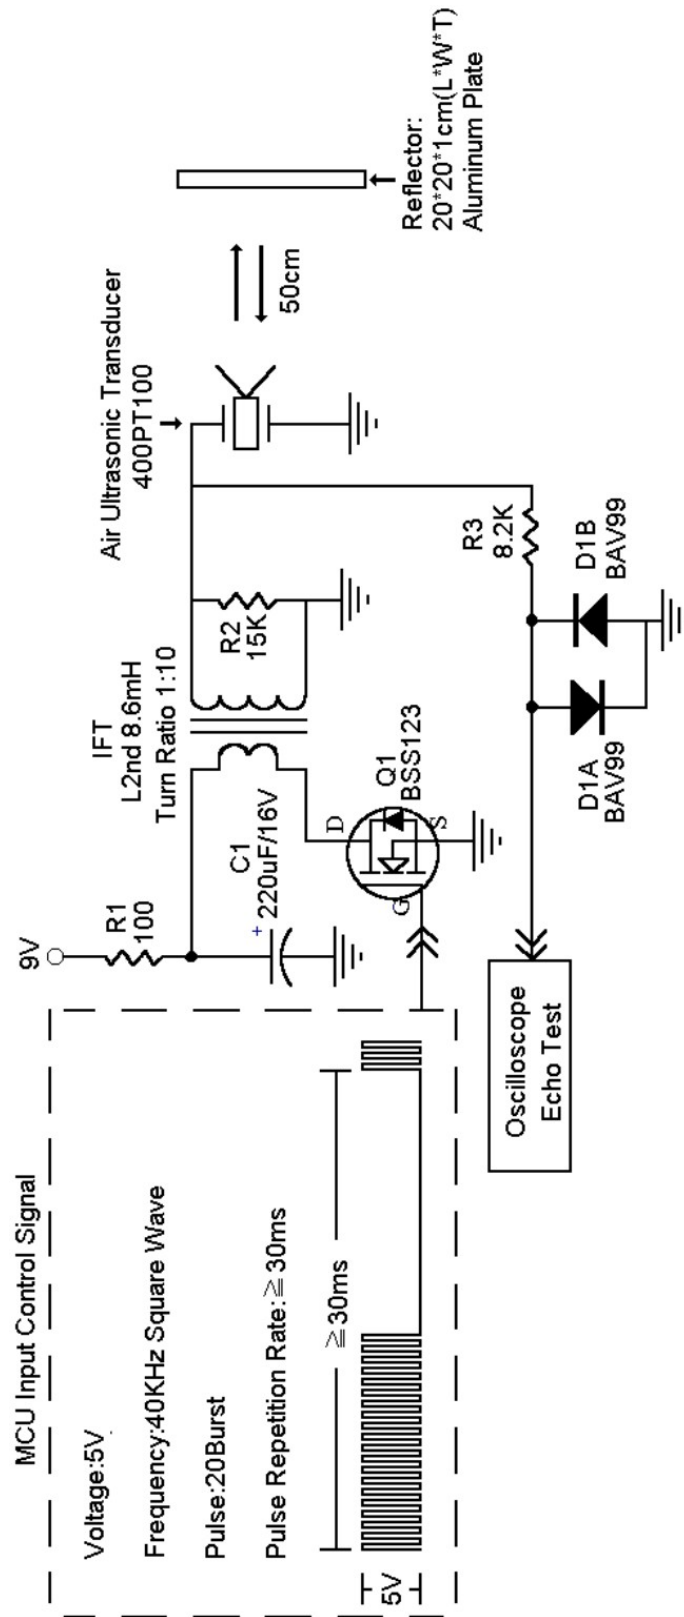 MCU Input Control Signal
Voltage:5V
Frequency:40KHz Square Wave
Pulse:20Burst
Pulse Repetition Rate:≧30ms
≧30ms
5V
9V
R1
100
C1
220uF/16V
+
IFT
L2nd 8.6mH
Turn Ratio 1:10
R2
15K
Q1
BSS123
D
G
S
Air Ultrasonic Transducer
400PT100
50cm
Reflector:
20*20*1cm(L*W*T)
Aluminum Plate
R3
8.2K
D1A
BAV99
D1B
BAV99
Oscilloscope
Echo Test